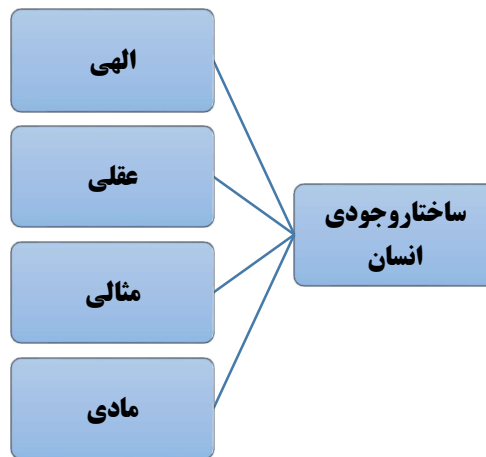 ساختاروجودی
انسان
الهی
عقلی
مثالی
مادی